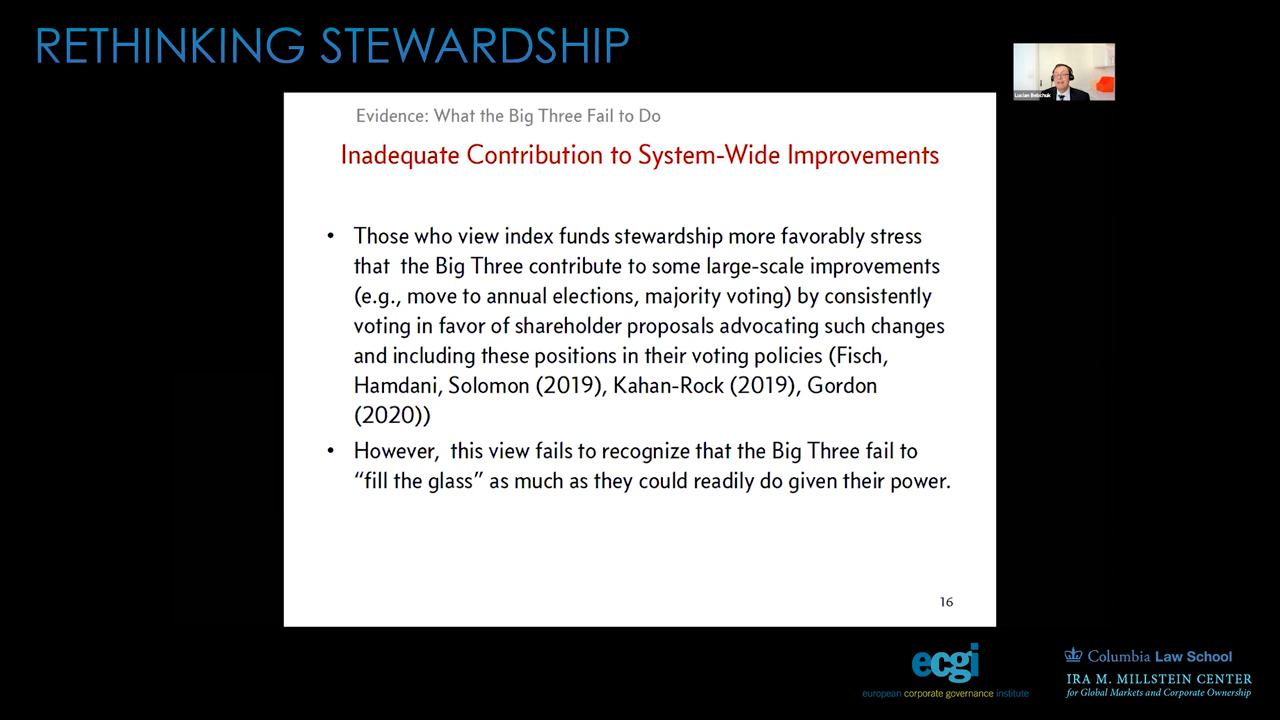 RETHINKING STEWARDSHIP
Lucian Bebchuk
Evidence: What the Big Three Fail to Do
Inadequate Contribution to System-Wide Improvements
• Those who view index funds stewardship more favorably stress
that the Big Three contribute to some large-scale improvements
(e.g., move to annual elections, majority voting) by consistently
voting in favor of shareholder proposals advocating such changes
and including these positions in their voting policies (Fisch,
Hamdani, Solomon (2019), Kahan-Rock (2019), Gordon
(2020))
• However, this view fails to recognize that the Big Three fail to
“fill the glass” as much as they could readily do given their power.
16
ecgi
european corporate governance institute
Columbia Law School
IRA M. MILLSTEIN CENTER
for Global Markets and Corporate Ownership